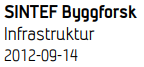 SINTEF Byggforsk
Infrastruktur
2012-09-14